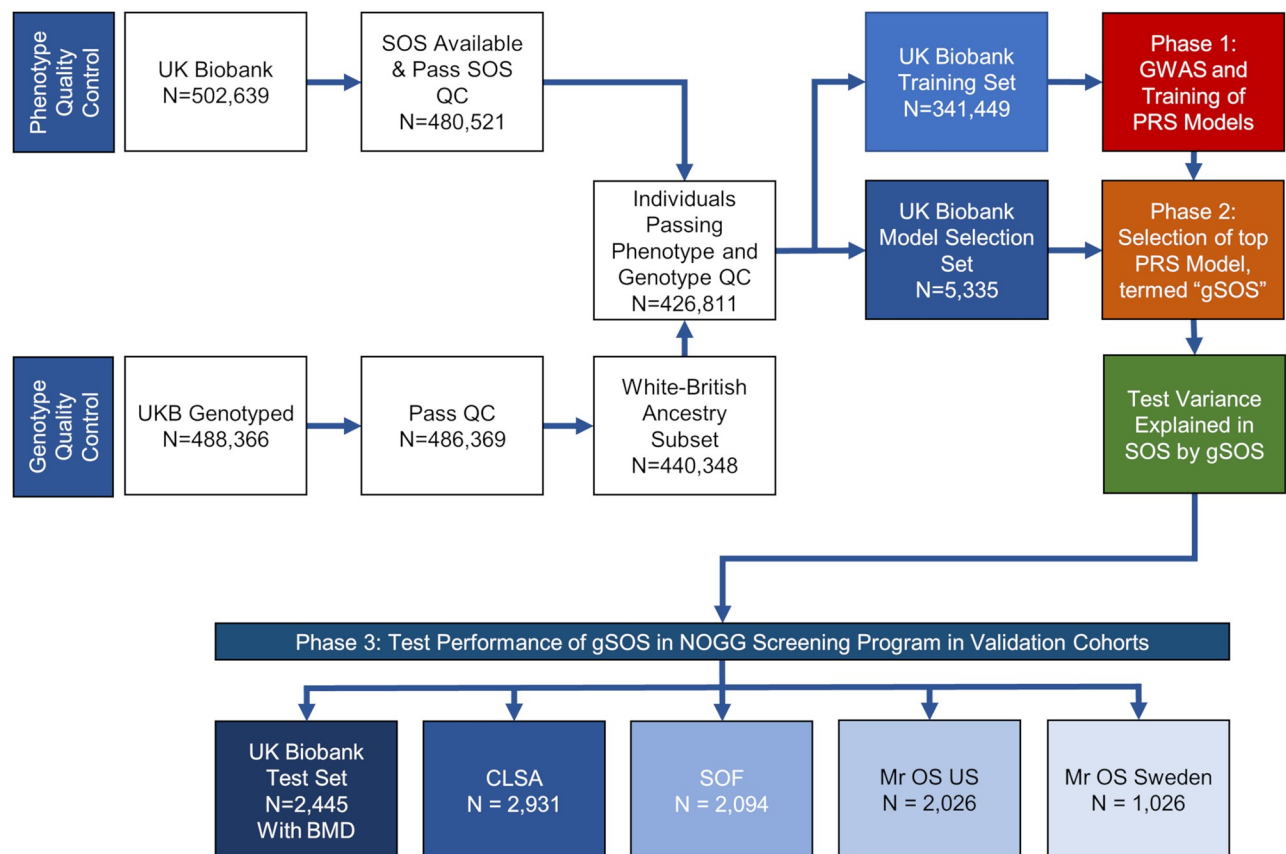 Phenotype
Quality
Control
UK Biobank
N=502,639
SOS Available
& Pass SOS
QC
N=480,521
UK Biobank
Training Set
N=341,449
Phase 1:
GWAS and
Training of
PRS Models
Individuals
Passing
Phenotype and
Genotype QC
N=426,811
UK Biobank
Model Selection
Set
N=5,335
Phase 2:
Selection of top
PRS Model,
termed “gSOS”
Genotype
Quality
Control
UKB Genotyped
N=488,366
Pass QC
N=486,369
White-British
Ancestry
Subset
N=440,348
Test Variance
Explained in
SOS by gSOS
Phase 3: Test Performance of gSOS in NOGG Screening Program in Validation Cohorts
UK Biobank
Test Set
N=2,445
With BMD
CLSA
N = 2,931
SOF
N = 2,094
Mr OS US
N = 2,026
Mr OS Sweden
N = 1,026